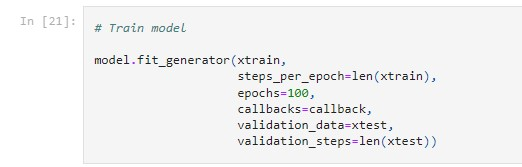 In [21]:
# Train model
model.fit_generator(xtrain,
steps_per_epoch=len(xtrain),
epochs=100,
callbacks=callback,
validation_data=xtest,
validation_steps=len(xtest))